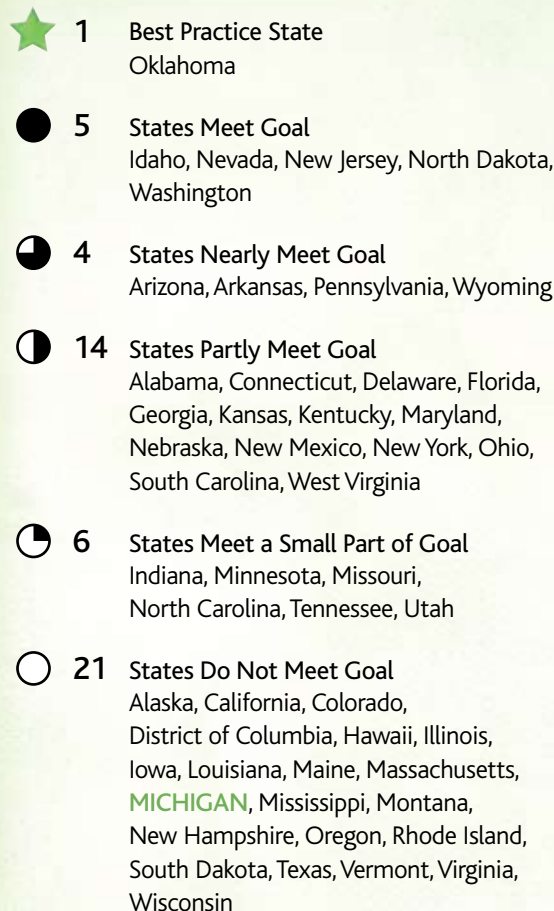 1 Best Practice State
Oklahoma
5 States Meet Goal
Idaho, Nevada, New Jersey, North Dakota,
Washington
4 States Nearly Meet Goal
Arizona, Arkansas, Pennsylvania, Wyoming
14 States Partly Meet Goal
Alabama, Connecticut, Delaware, Florida,
Georgia, Kansas, Kentucky, Maryland,
Nebraska, New Mexico, New York, Ohio,
South Carolina, West Virginia
6 States Meet a Small Part of Goal
Indiana, Minnesota, Missouri,
North Carolina, Tennessee, Utah
21 States Do Not Meet Goal
Alaska, California, Colorado,
District of Columbia, Hawaii, Illinois,
Iowa, Louisiana, Maine, Massachusetts,
MICHIGAN, Mississippi, Montana,
New Hampshire, Oregon, Rhode Island,
South Dakota, Texas, Vermont, Virginia,
Wisconsin